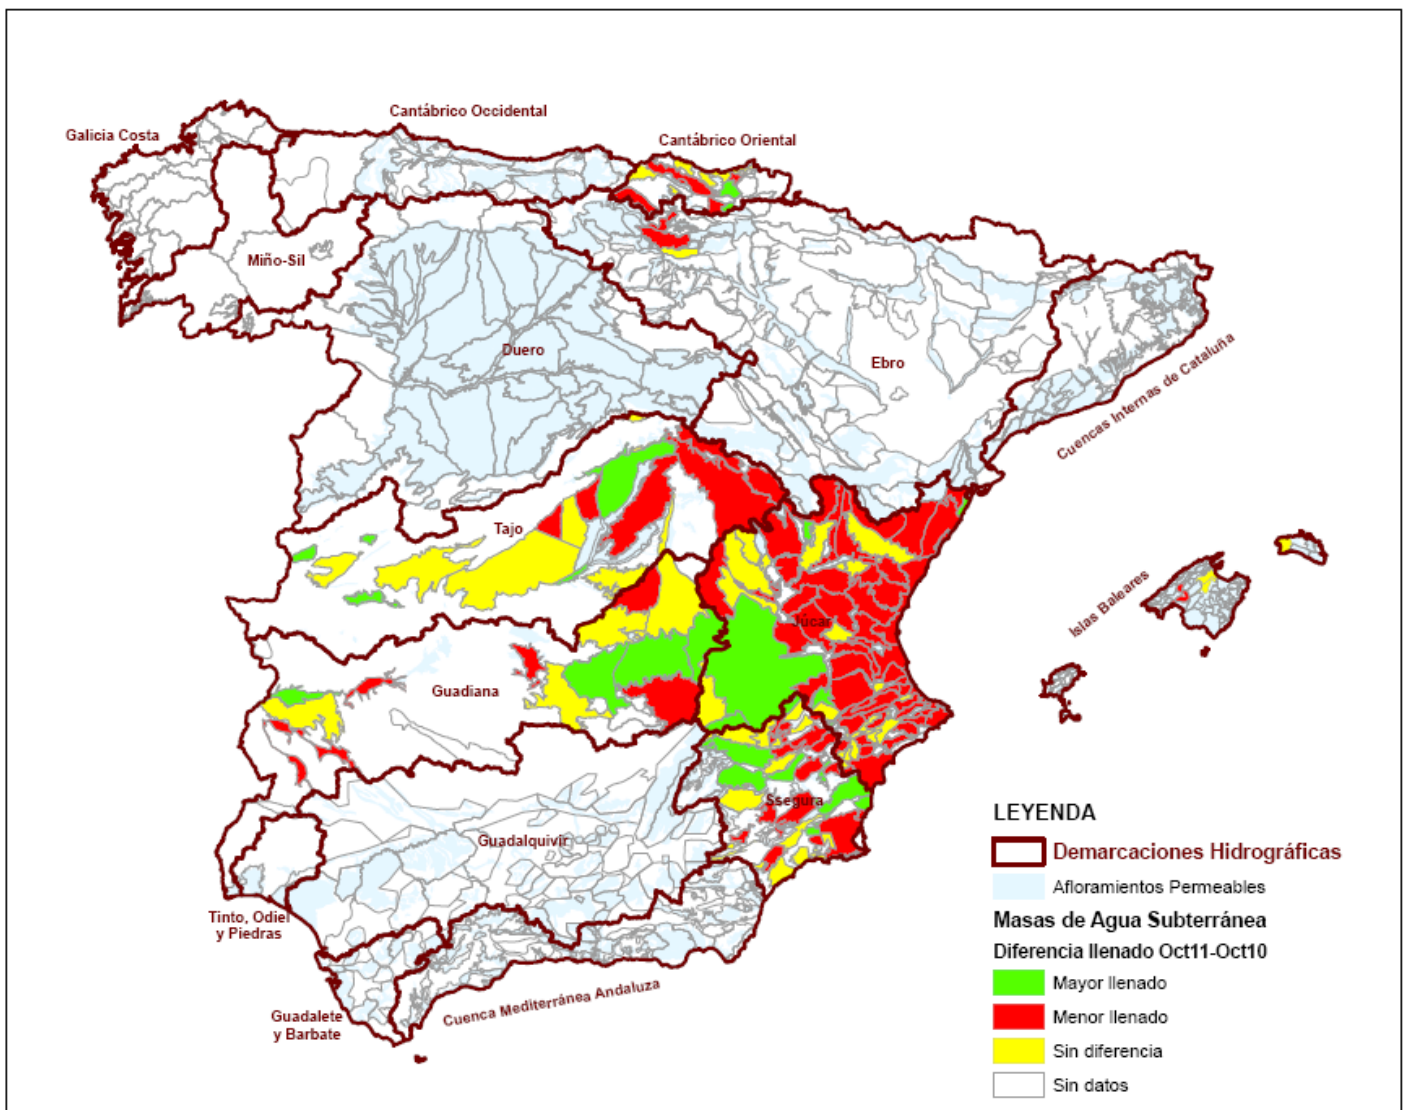 Cantábrico Occidental
Galicia Costa
Cantábrico Oriental
Miño-Sil
Duero
Ebro
Cuencas Internas de Cataluña
Tajo
Islas Baleares
Júcar
Guadiana
Ssegura
Guadalquivir
Tinto, Odiel
y Piedras
Cuenca Mediterránea Andaluza
Guadalete
y Barbate
LEYENDA
Demarcaciones Hidrográficas
Afloramientos Permeables
Masas de Agua Subterránea
Diferencia llenado Oct11-Oct10
Mayor llenado
Menor llenado
Sin diferencia
Sin datos